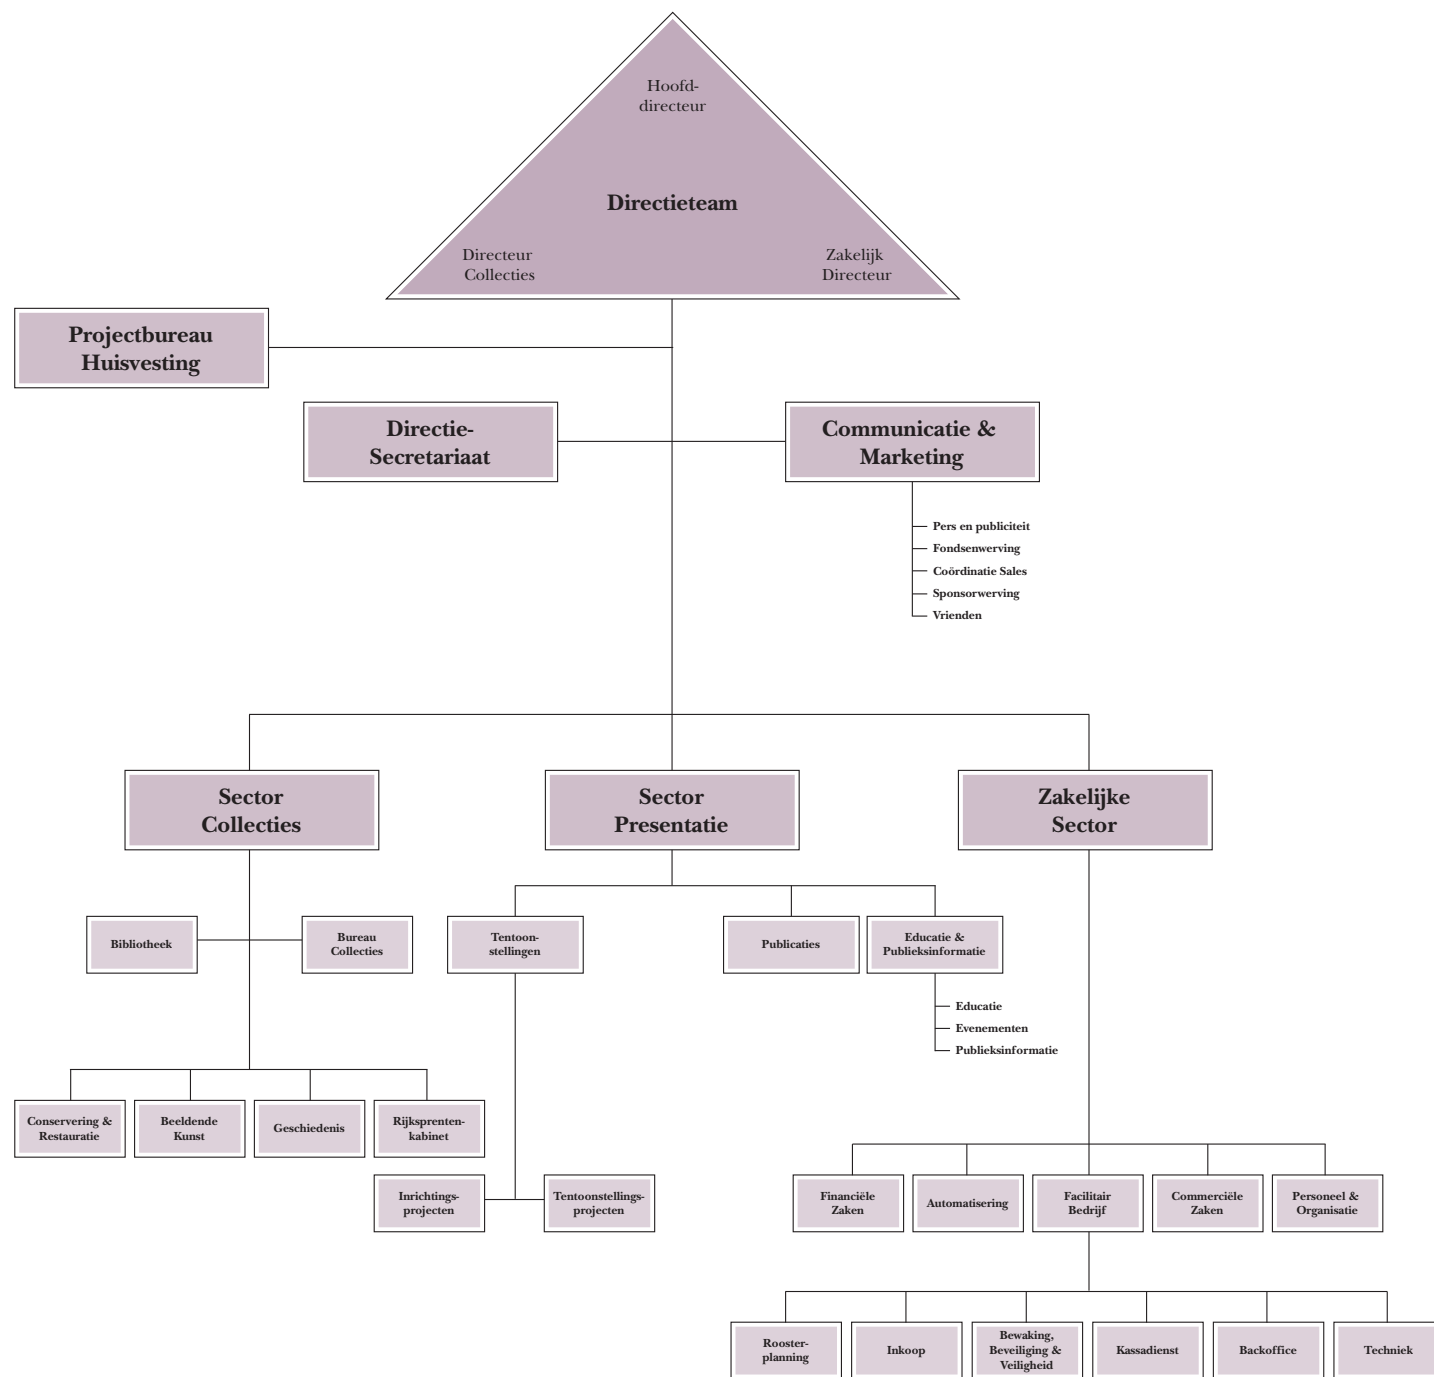 Hoofd-
directeur
Directieteam
Directeur
Collecties
Zakelijk
Directeur
Projectbureau
Huisvesting
Directie-
Secretariaat
Communicatie &
Marketing
Pers en publiciteit
Fondsenwerving
Coördinatie Sales
Sponsorwerving
Vrienden
Sector
Collecties
Sector
Presentatie
Zakelijke
Sector
Bibliotheek
Bureau
Collecties
Tentoon-
stellingen
Publicaties
Educatie &
Publieksinformatie
Educatie
Evenementen
Publieksinformatie
Conservering &
Restauratie
Beeldende
Kunst
Geschiedenis
Rijksprenten-
kabinet
Inrichtings-
projecten
Tentoonstellings-
projecten
Financiële
Zaken
Automatisering
Facilitair
Bedrijf
Commerciële
Zaken
Personeel &
Organisatie
Rooster-
planning
Inkoop
Bewaking,
Beveiliging &
Veiligheid
Kassadienst
Backoffice
Techniek